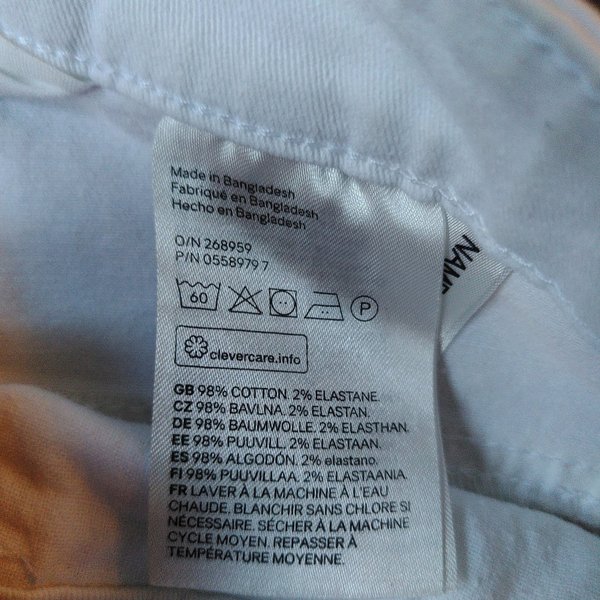 Made in Bangladesh
Fabriqué en Bangladesh
Hecho en Bangladesh
O/N 268959
P/N 0558979 7
60
P
clevercare.info
GB 98% COTTON. 2% ELASTANE.
CZ 98% BAVLNA. 2% ELASTAN.
DE 98% BAUMWOLLE. 2% ELASTHAN.
EE 98% PUUVILL. 2% ELASTAAN.
ES 98% ALGODÓN. 2% elastano.
FI 98% PUUVILLAA. 2% ELASTAANIA.
FR LAVER À LA MACHINE À L'EAU
CHAUDE. BLANCHIR SANS CHLORE SI
NÉCESSAIRE. SÉCHER À LA MACHINE
CYCLE MOYEN. REPASSER À
TEMPÉRATURE MOYENNE.